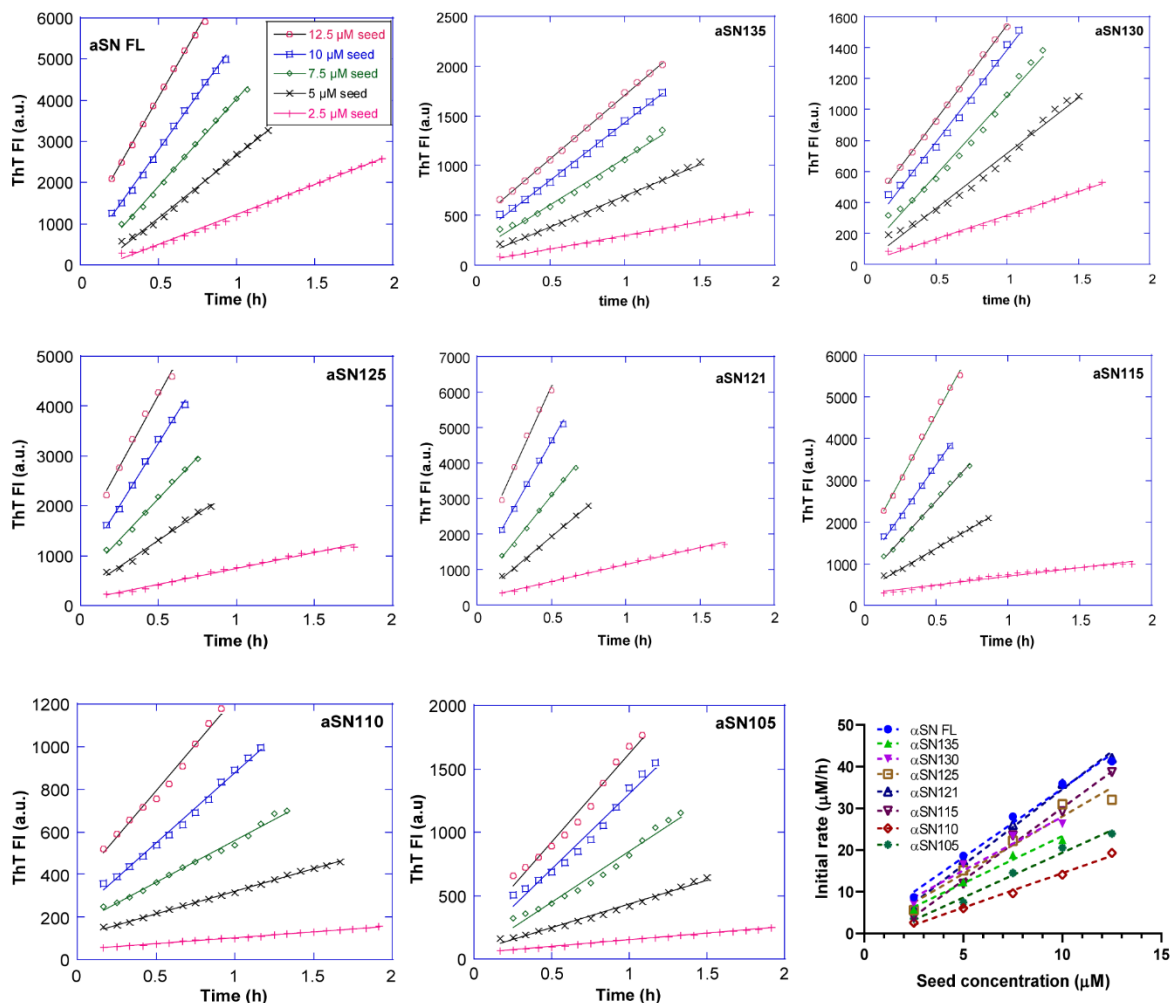 aSN FL
12.5 µM seed
10 µM seed
7.5 µM seed
5 µM seed
2.5 µM seed
ThT FI (a.u.)
6000
5000
4000
3000
2000
1000
0
0 0.5 1 1.5 2
Time (h)
aSN135
ThT FI (a.u)
2500
2000
1500
1000
500
0
0 0.5 1 1.5 2
time (h)
aSN130
ThT FI (a.u.)
1600
1400
1200
1000
800
600
400
200
0
0 0.5 1 1.5 2
time (h)
aSN125
ThT FI (a.u.)
5000
4000
3000
2000
1000
0
0 0.5 1 1.5 2
Time (h)
aSN121
ThT FI (a.u.)
7000
6000
5000
4000
3000
2000
1000
0
0 0.5 1 1.5 2
Time (h)
aSN115
ThT FI (a.u.)
6000
5000
4000
3000
2000
1000
0
0 0.5 1 1.5 2
Time (h)
aSN110
ThT FI (a.u.)
1200
1000
800
600
400
200
0
0 0.5 1 1.5 2
Time (h)
aSN105
ThT FI (a.u)
2000
1500
1000
500
0
0 0.5 1 1.5 2
Time (h)
αSN FL
αSN135
αSN130
αSN125
αSN121
αSN115
αSN110
αSN105
Initial rate (µM/h)
50
40
30
20
10
0
0 5 10 15
Seed concentration (µM)